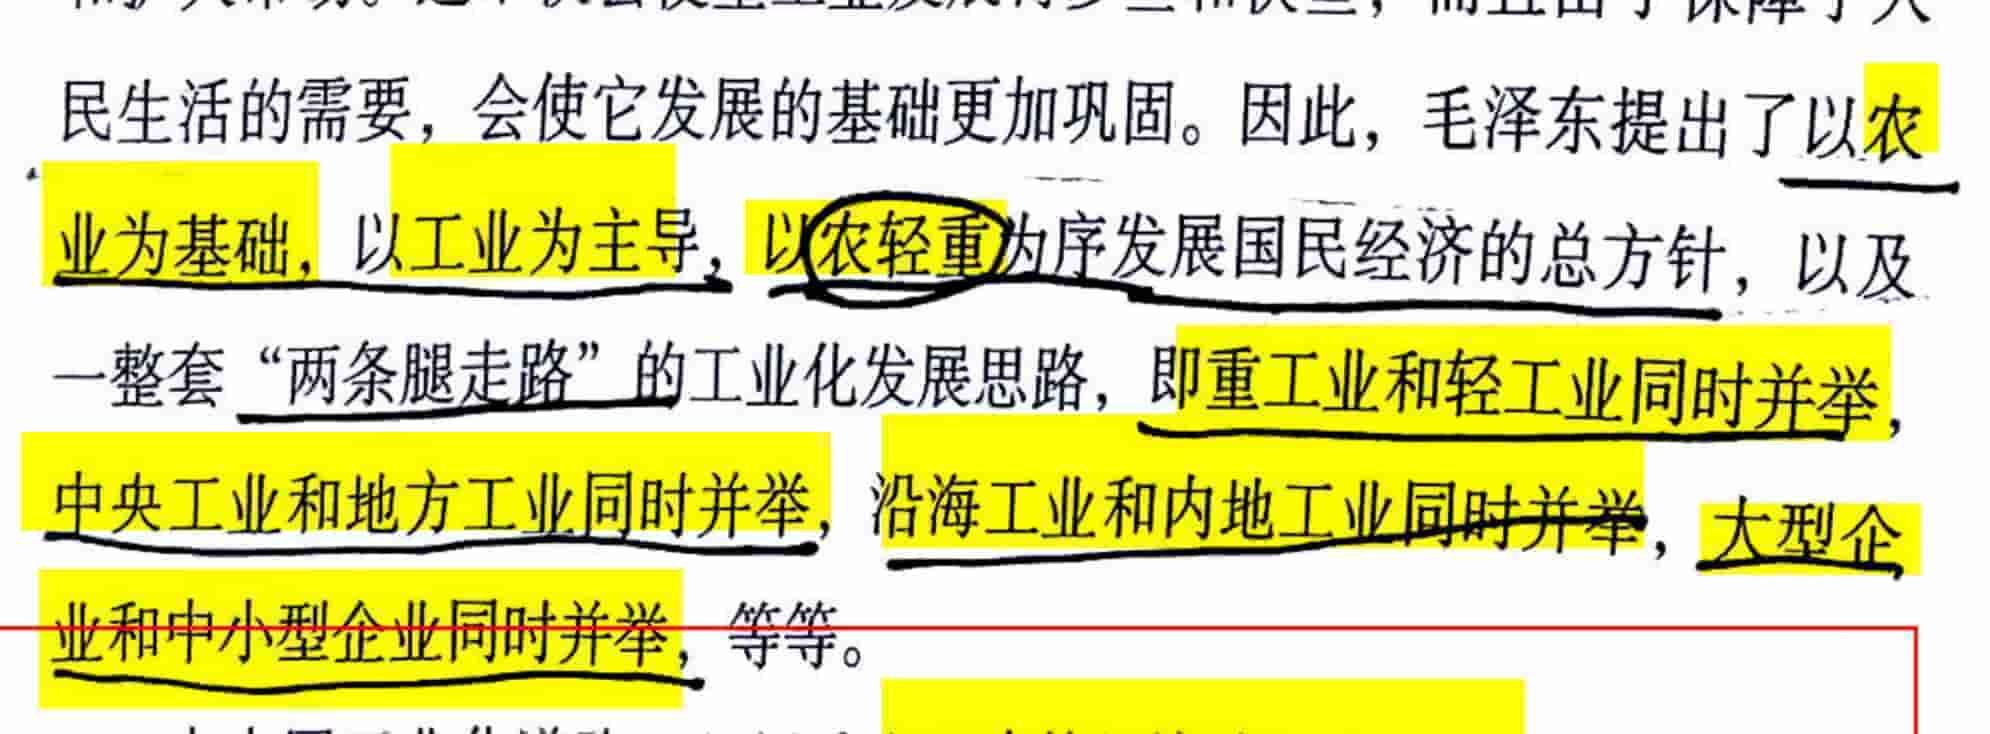 民生活的需要，会使它发展的基础更加巩固。因此，毛泽东提出了以农
业为基础，以工业为主导，以农轻重为序发展国民经济的总方针，以及
一整套“两条腿走路”的工业化发展思路，即重工业和轻工业同时并举，
中央工业和地方工业同时并举，沿海工业和内地工业同时并举，大型企
业和中小型企业同时并举，等等。